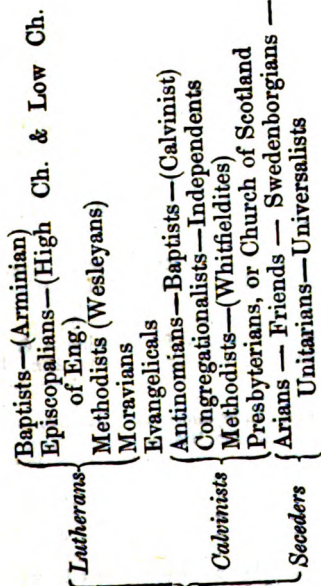 Lutherans
Baptists—(Arminian)
Episcopalians—(High Ch. & Low Ch.
of Eng.)
Methodists (Wesleyans)
Moravians
Evangelicals
Calvinists
Antinomians—Baptists—(Calvinist)
Congregationalists—Independents
Methodists—(Whitfieldites)
Presbyterians, or Church of Scotland
Seceders
Arians — Friends — Swedenborgians —
Unitarians—Universalists